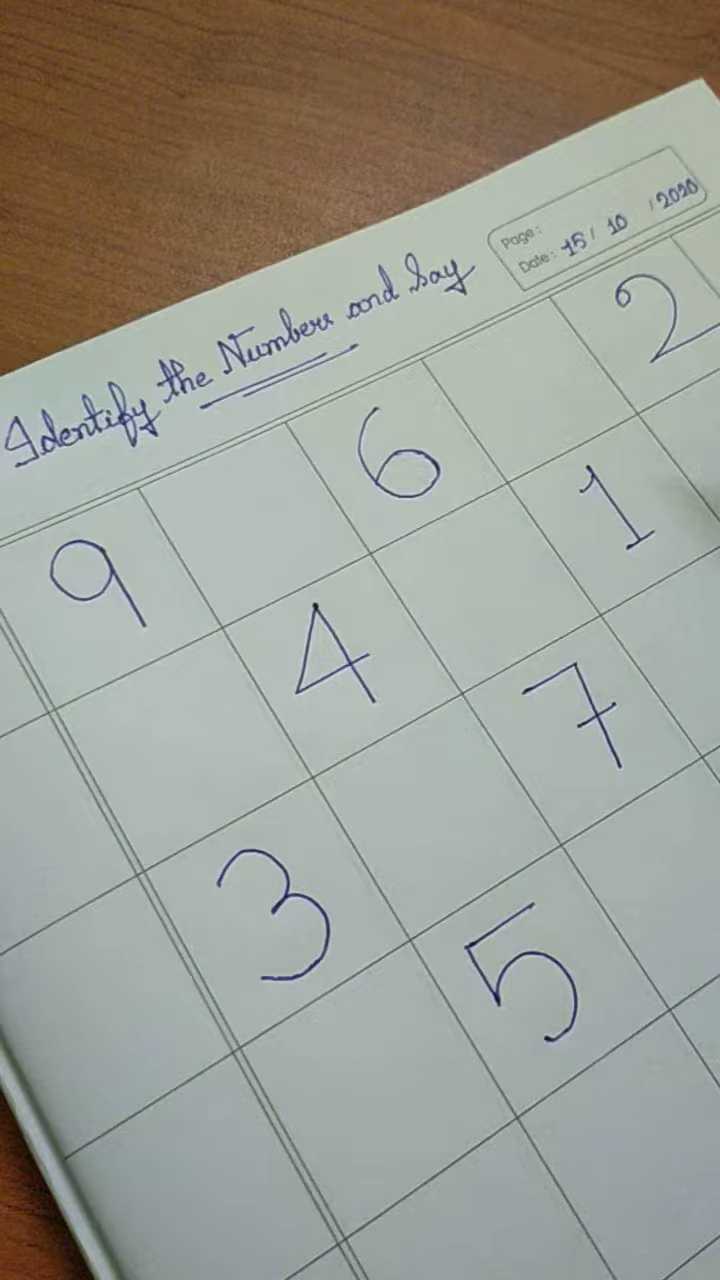 Page:
Date: 15 / 10 / 2020
Identify the Numbers and Say
9 6 2
4 1
3 7
5